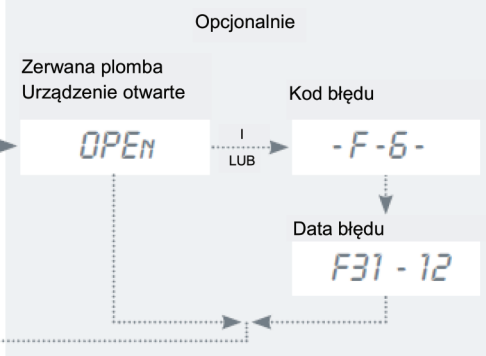 Opcjonalnie
Zerwana plomba
Urządzenie otwarte
Kod błędu
OPEn
I
LUB
-F-6-
Data błędu
F31 - 12